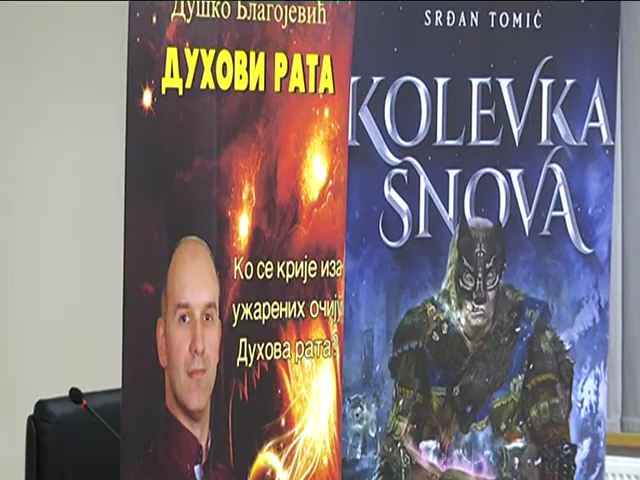 Душко Благојевић
ДУХОВИ РАТА
Ко се крије иза
ужарених очију
Духова рата?
SRĐAN TOMIĆ
KOLEVKA
SNOVA